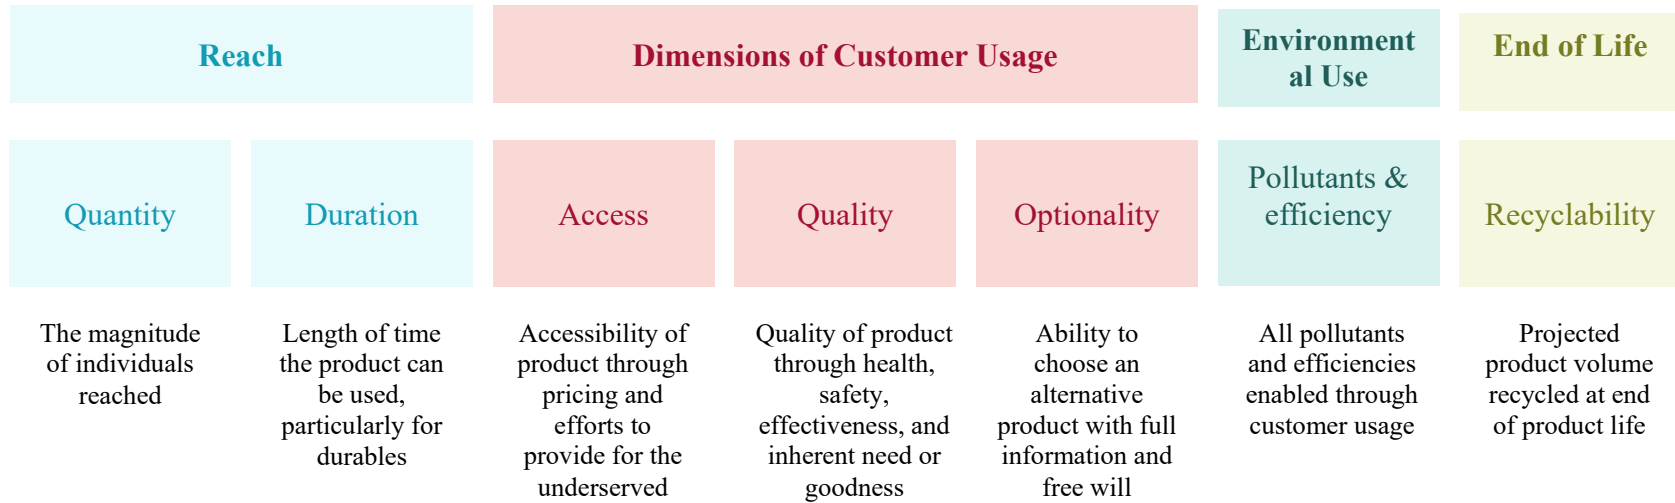 Reach
Dimensions of Customer Usage
Environment
al Use
End of Life
Quantity
Duration
Access
Quality
Optionality
Pollutants &
efficiency
Recyclability
The magnitude
of individuals
reached
Length of time
the product can
be used,
particularly for
durables
Accessibility of
product through
pricing and
efforts to
provide for the
underserved
Quality of product
through health,
safety,
effectiveness, and
inherent need or
goodness
Ability to
choose an
alternative
product with full
information and
free will
All pollutants
and efficiencies
enabled through
customer usage
Projected
product volume
recycled at end
of product life